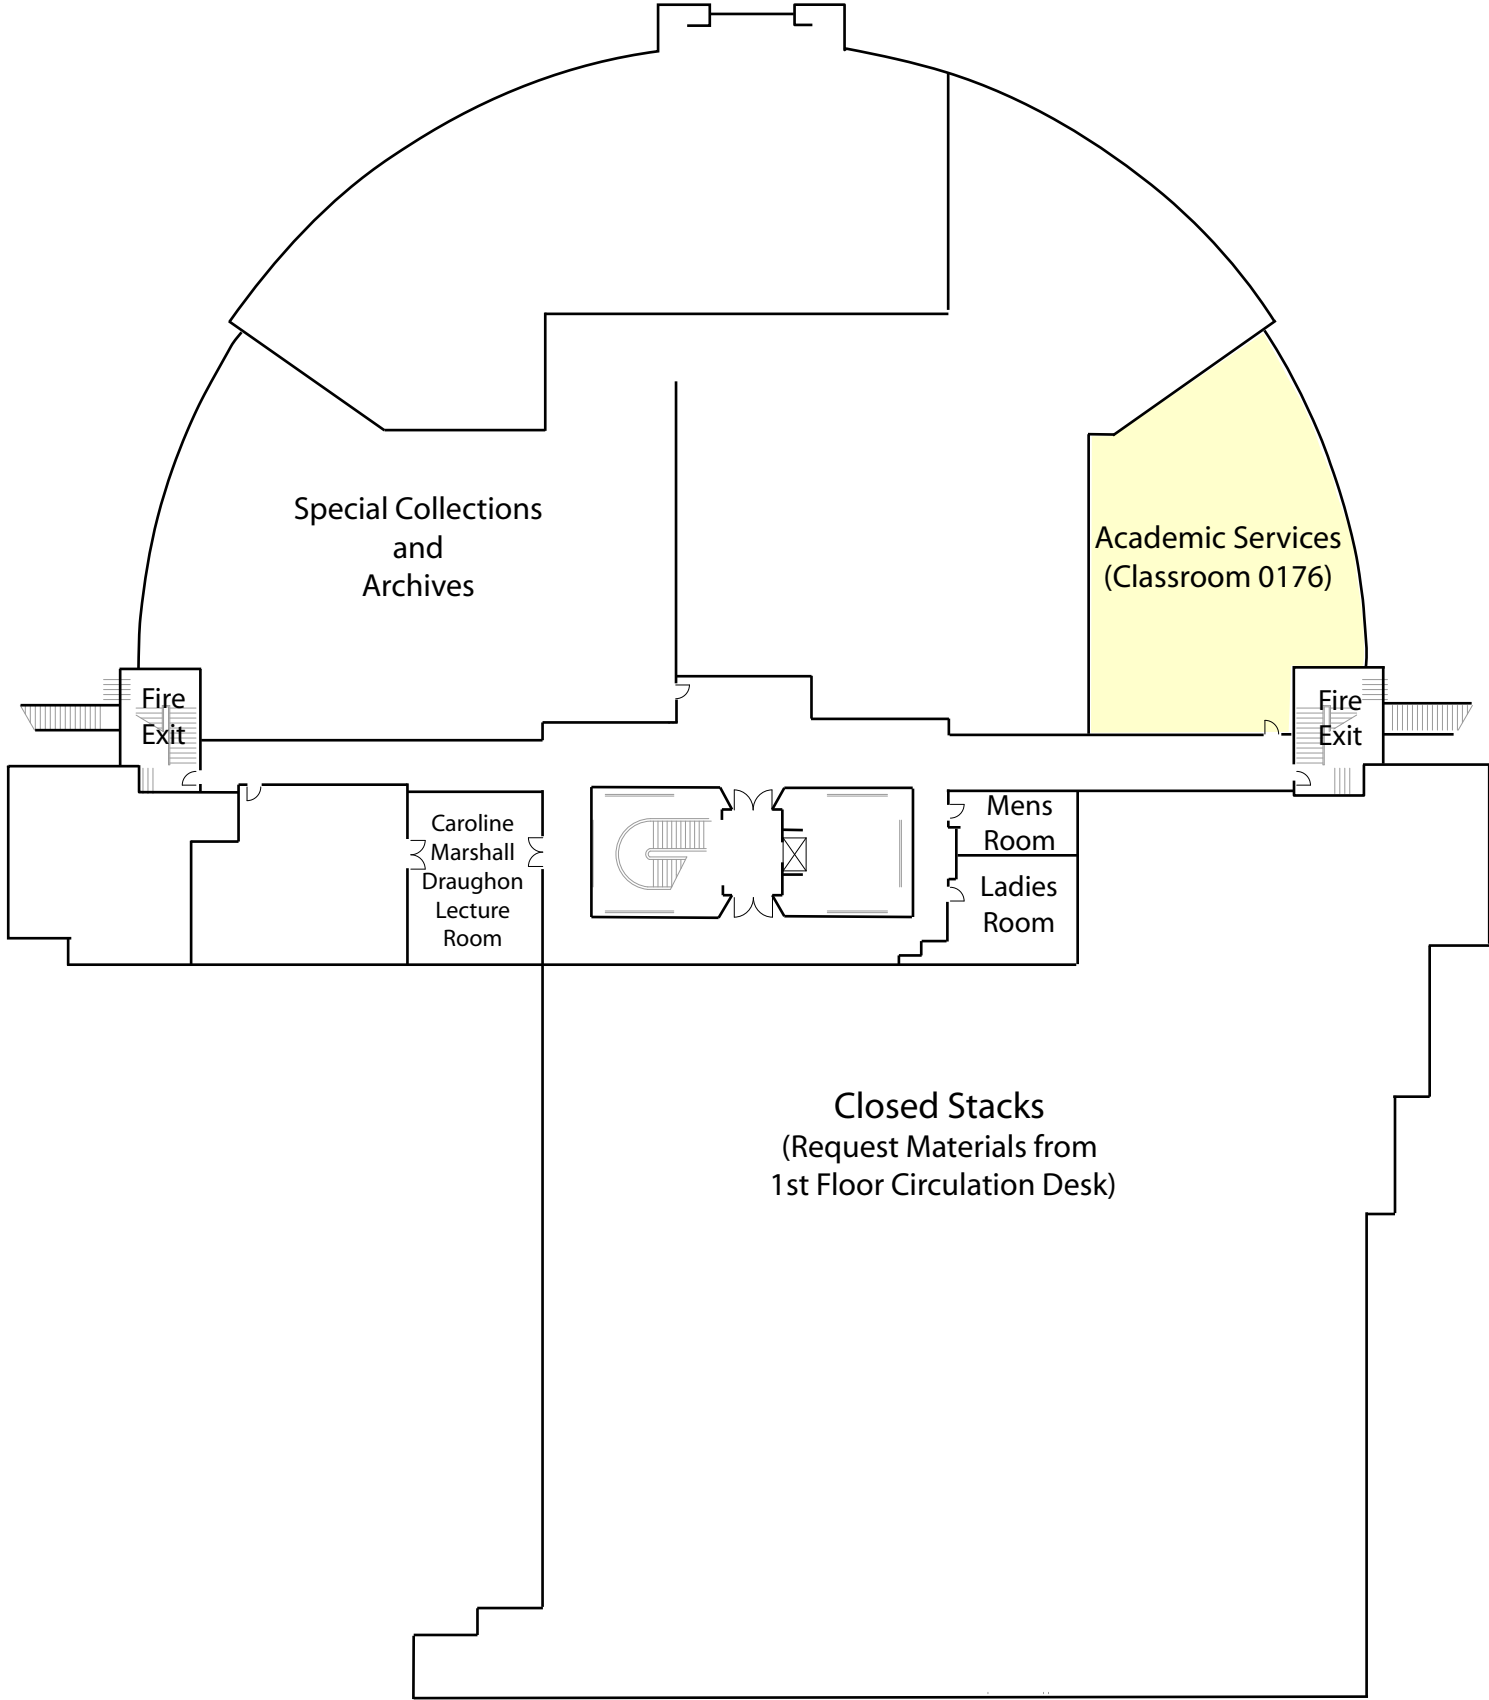 Special Collections
and
Archives
Academic Services
(Classroom 0176)
Fire
Exit
Fire
Exit
Caroline
Marshall
Draughon
Lecture
Room
Mens
Room
Ladies
Room
Closed Stacks
(Request Materials from
1st Floor Circulation Desk)